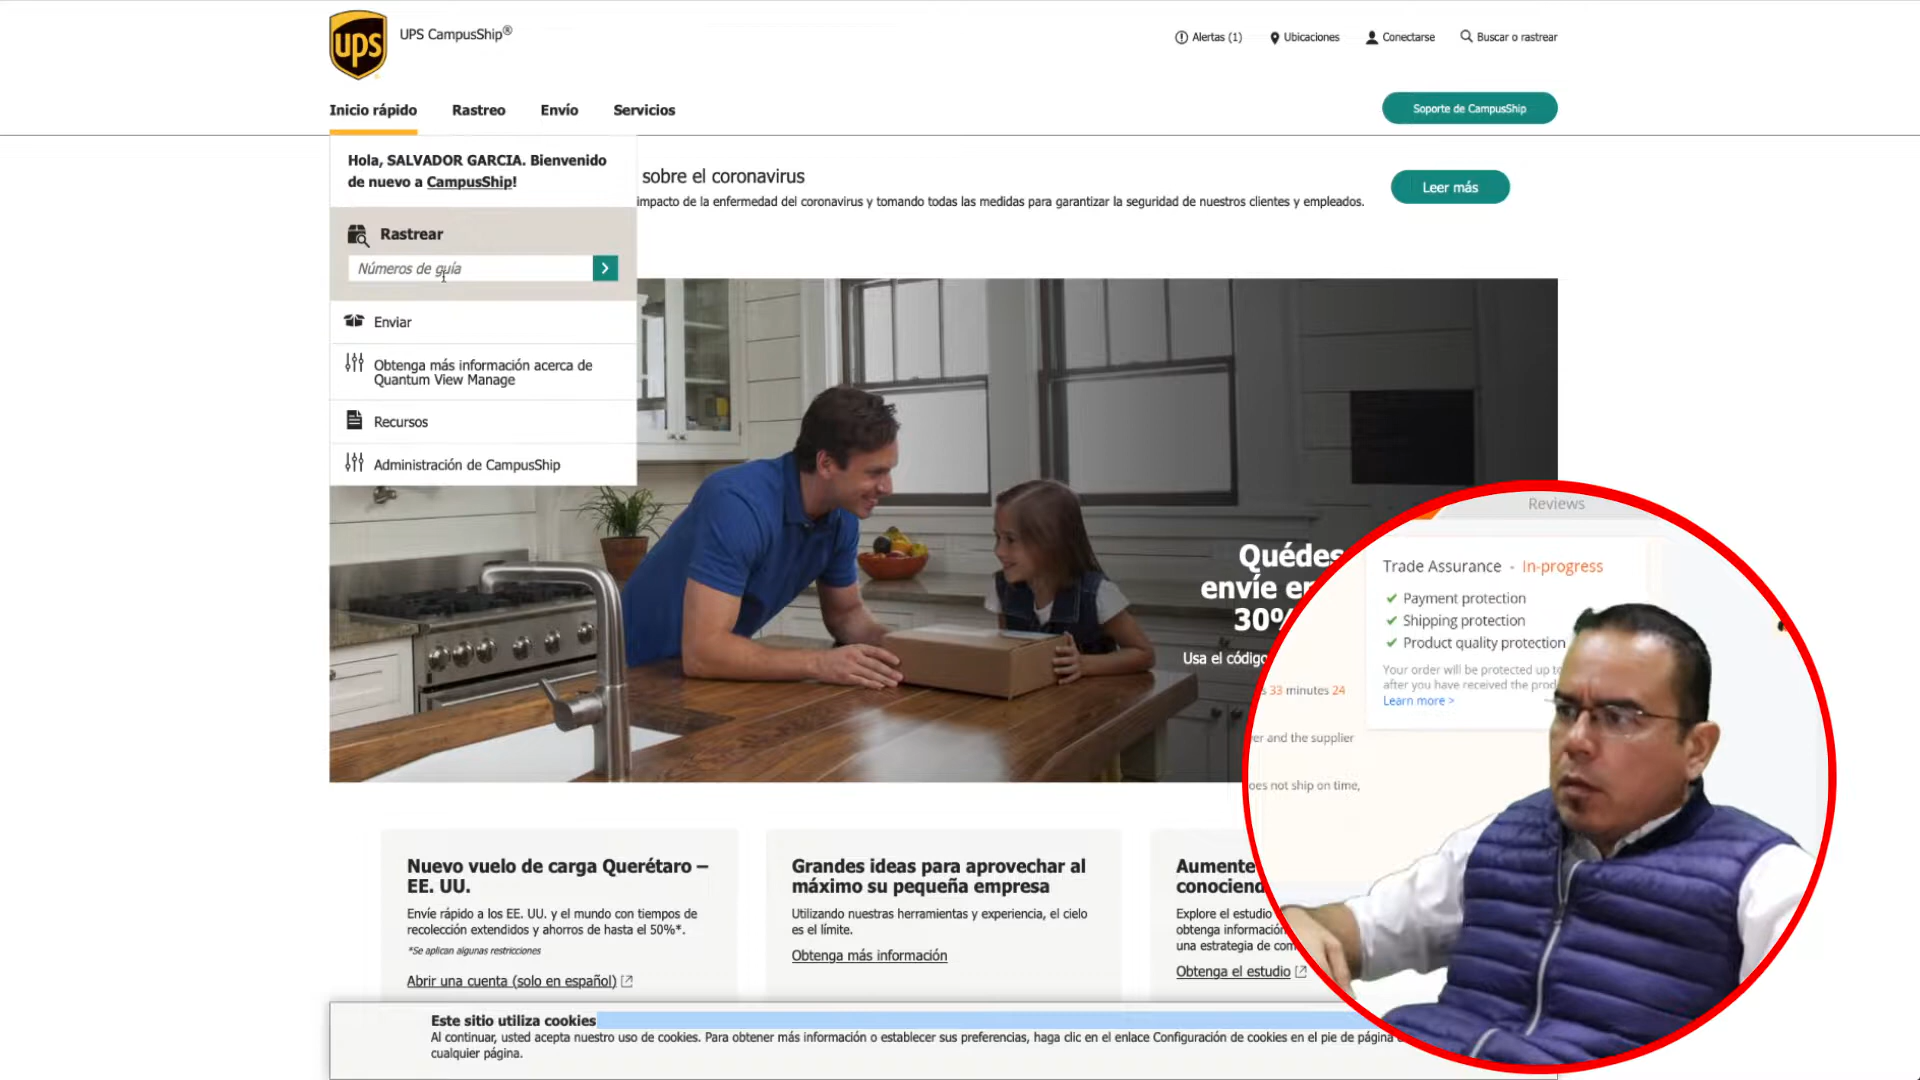 ups
UPS CampusShip®
Alertas (1)
Ubicaciones
Conectarse
Buscar o rastrear
Inicio rápido
Rastreo
Envío
Servicios
Soporte de CampusShip
Hola, SALVADOR GARCIA. Bienvenido
de nuevo a CampusShip!
sobre el coronavirus
impacto de la enfermedad del coronavirus y tomando todas las medidas para garantizar la seguridad de nuestros clientes y empleados.
Leer más
Rastrear
Números de guía
Enviar
Obtenga más información acerca de
Quantum View Manage
Recursos
Administración de CampusShip
Quédes
envíe en
30%
Usa el código
Reviews
Trade Assurance - In-progress
✔ Payment protection
✔ Shipping protection
✔ Product quality protection
Your order will be protected up to
after you have received the prod
Learn more >
33 minutes 24
er and the supplier
oes not ship on time,
Nuevo vuelo de carga Querétaro –
EE. UU.
Envíe rápido a los EE. UU. y el mundo con tiempos de
recolección extendidos y ahorros de hasta el 50%*.
*Se aplican algunas restricciones
Abrir una cuenta (solo en español)
Grandes ideas para aprovechar al
máximo su pequeña empresa
Utilizando nuestras herramientas y experiencia, el cielo
es el límite.
Obtenga más información
Aumente
conociend
Explore el estudio
obtenga información
una estrategia de com
Obtenga el estudio
Este sitio utiliza cookies
Al continuar, usted acepta nuestro uso de cookies. Para obtener más información o establecer sus preferencias, haga clic en el enlace Configuración de cookies en el pie de página
cualquier página.